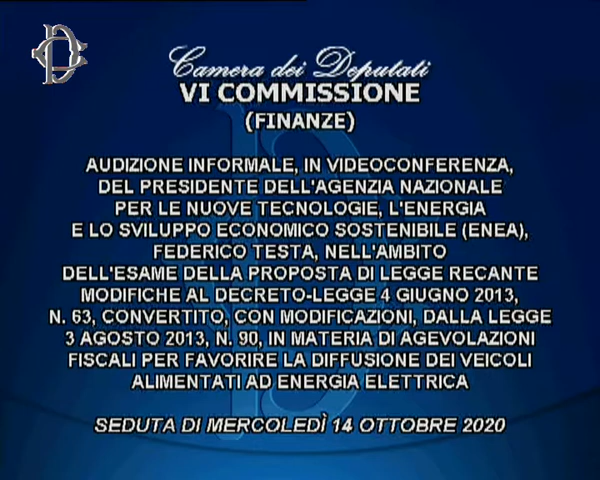 Camera dei Deputati
VI COMMISSIONE
(FINANZE)
AUDIZIONE INFORMALE, IN VIDEOCONFERENZA,
DEL PRESIDENTE DELL'AGENZIA NAZIONALE
PER LE NUOVE TECNOLOGIE, L'ENERGIA
E LO SVILUPPO ECONOMICO SOSTENIBILE (ENEA),
FEDERICO TESTA, NELL'AMBITO
DELL'ESAME DELLA PROPOSTA DI LEGGE RECANTE
MODIFICHE AL DECRETO-LEGGE 4 GIUGNO 2013,
N. 63, CONVERTITO, CON MODIFICAZIONI, DALLA LEGGE
3 AGOSTO 2013, N. 90, IN MATERIA DI AGEVOLAZIONI
FISCALI PER FAVORIRE LA DIFFUSIONE DEI VEICOLI
ALIMENTATI AD ENERGIA ELETTRICA
SEDUTA DI MERCOLEDÌ 14 OTTOBRE 2020